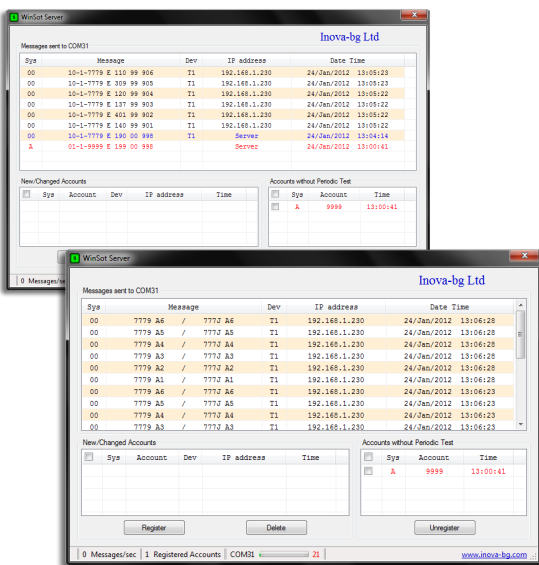 WinSot Server
Inova-bg Ltd
Messages sent to COM31
Sys Message Dev IP address Date Time
00 10-1-7779 E 110 99 906 T1 192.168.1.230 24/Jan/2012 13:05:23
00 10-1-7779 E 309 99 905 T1 192.168.1.230 24/Jan/2012 13:05:23
00 10-1-7779 E 120 99 904 T1 192.168.1.230 24/Jan/2012 13:05:22
00 10-1-7779 E 137 99 903 T1 192.168.1.230 24/Jan/2012 13:05:22
00 10-1-7779 E 401 99 902 T1 192.168.1.230 24/Jan/2012 13:05:22
00 10-1-7779 E 140 99 901 T1 192.168.1.230 24/Jan/2012 13:05:22
00 10-1-7779 E 190 00 998 T1 Server 24/Jan/2012 13:04:14
A 01-1-9999 E 199 00 998 Server 24/Jan/2012 13:00:41
New/Changed Accounts Accounts without Periodic Test
Sys Account Dev IP address Time Sys Account Time
A 9999 13:00:41
0 Messages/se
WinSot Server
Inova-bg Ltd
Messages sent to COM31
Sys Message Dev IP address Date Time
00 7779 A6 / 777J A6 T1 192.168.1.230 24/Jan/2012 13:06:28
00 7779 A5 / 777J A5 T1 192.168.1.230 24/Jan/2012 13:06:28
00 7779 A4 / 777J A4 T1 192.168.1.230 24/Jan/2012 13:06:28
00 7779 A3 / 777J A3 T1 192.168.1.230 24/Jan/2012 13:06:28
00 7779 A2 / 777J A2 T1 192.168.1.230 24/Jan/2012 13:06:28
00 7779 A1 / 777J A1 T1 192.168.1.230 24/Jan/2012 13:06:28
00 7779 A6 / 777J A6 T1 192.168.1.230 24/Jan/2012 13:06:23
00 7779 A5 / 777J A5 T1 192.168.1.230 24/Jan/2012 13:06:23
00 7779 A4 / 777J A4 T1 192.168.1.230 24/Jan/2012 13:06:23
00 7779 A3 / 777J A3 T1 192.168.1.230 24/Jan/2012 13:06:23
New/Changed Accounts Accounts without Periodic Test
Sys Account Dev IP address Time Sys Account Time
A 9999 13:00:41
Register Delete Unregister
0 Messages/sec 1 Registered Accounts COM31 21 www.inova-bg.com